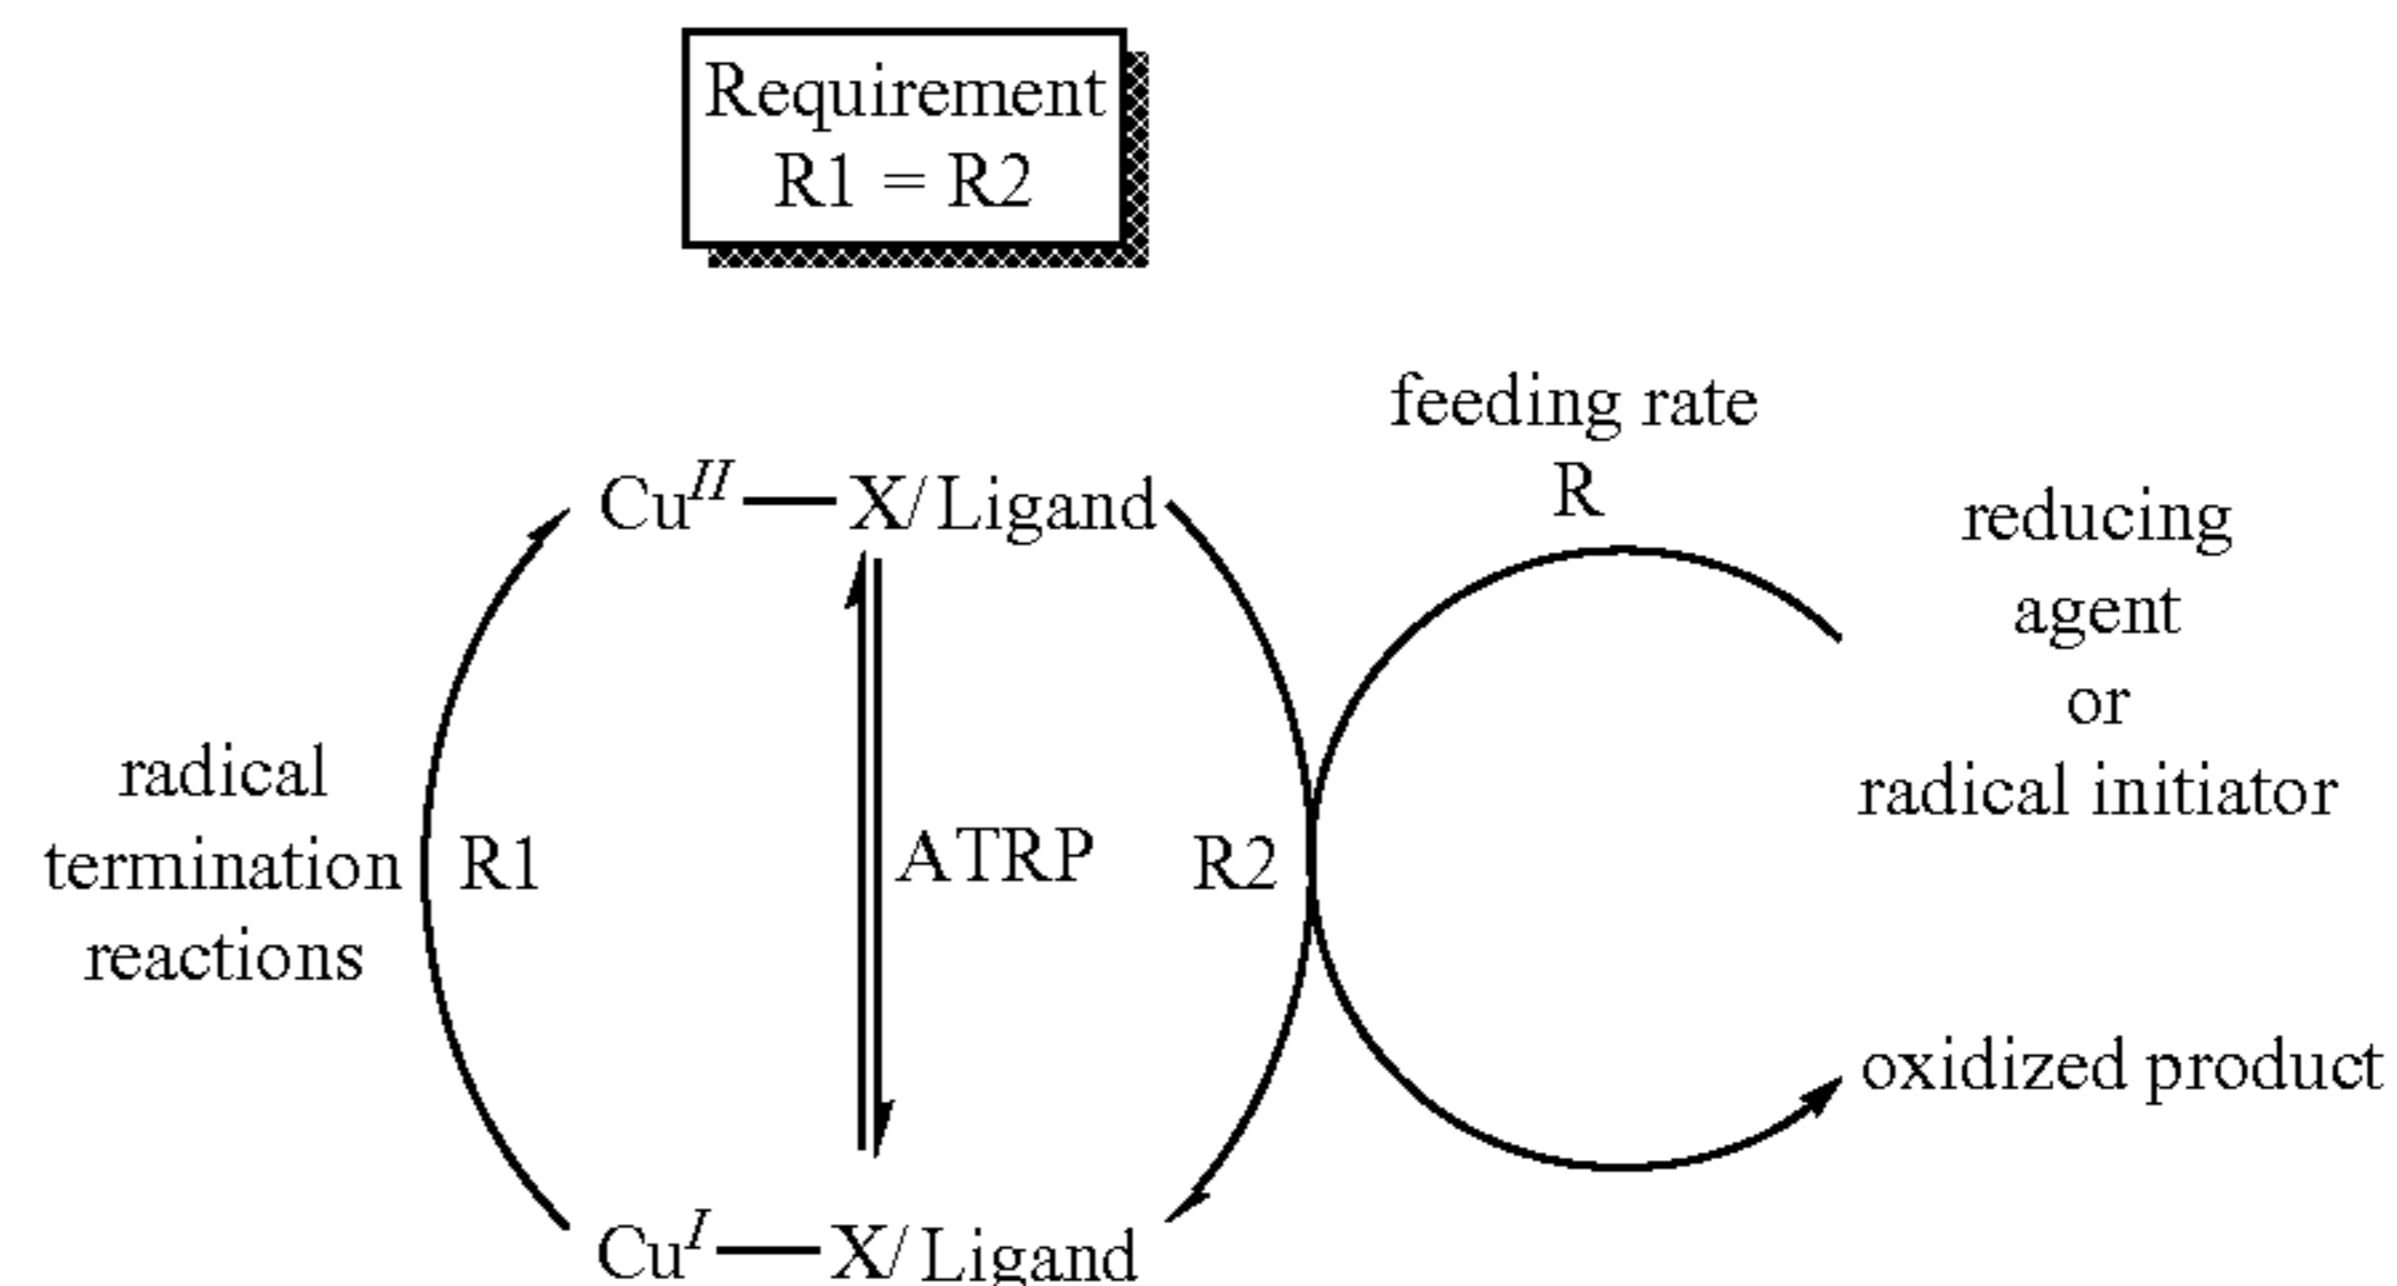 Requirement
R1 = R2
feeding rate
R
Cu^II — X/Ligand
reducing
agent
or
radical initiator
radical
termination
reactions
R1
ATRP
R2
oxidized product
Cu^I — X/Ligand